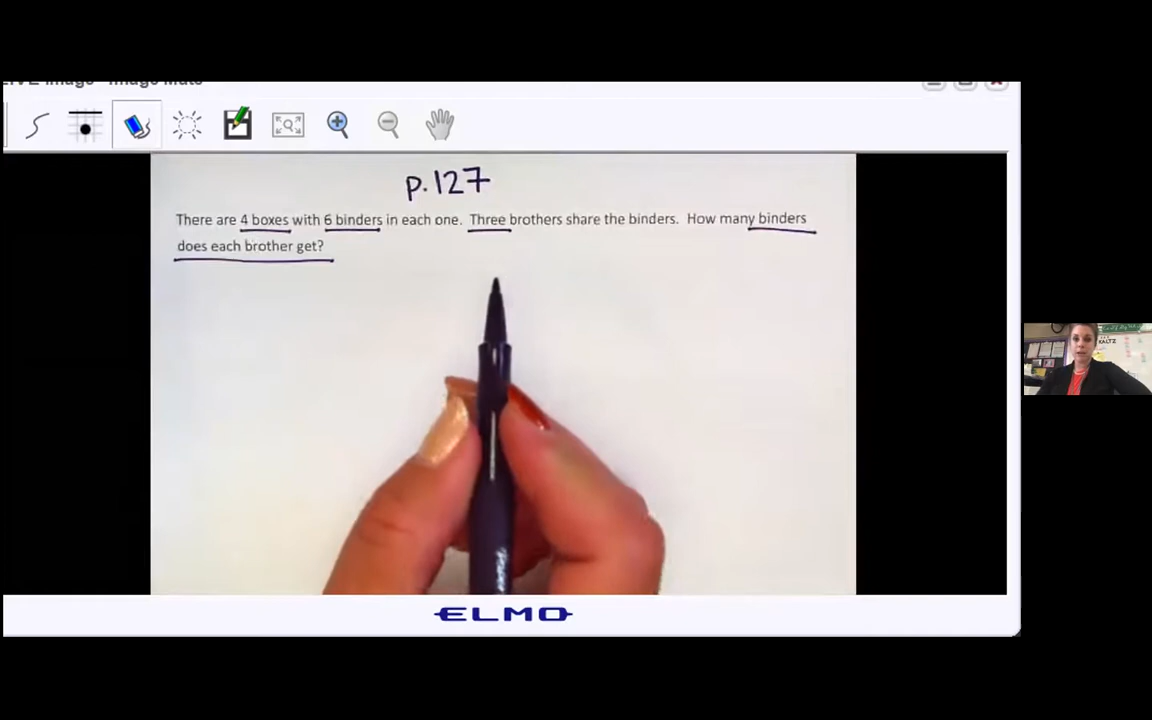 p.127
There are 4 boxes with 6 binders in each one. Three brothers share the binders. How many binders
does each brother get?
ELMO